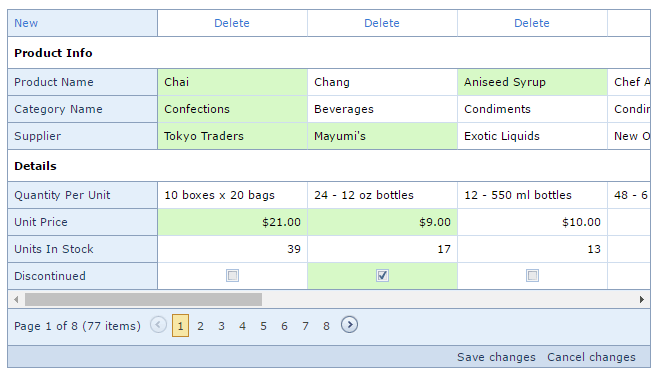 New Delete Delete Delete
Product Info
Product Name Chai Chang Aniseed Syrup Chef A
Category Name Confections Beverages Condiments Condi
Supplier Tokyo Traders Mayumi's Exotic Liquids New O
Details
Quantity Per Unit 10 boxes x 20 bags 24 - 12 oz bottles 12 - 550 ml bottles 48 - 6
Unit Price $21.00 $9.00 $10.00
Units In Stock 39 17 13
Discontinued
Page 1 of 8 (77 items) 1 2 3 4 5 6 7 8
Save changes Cancel changes